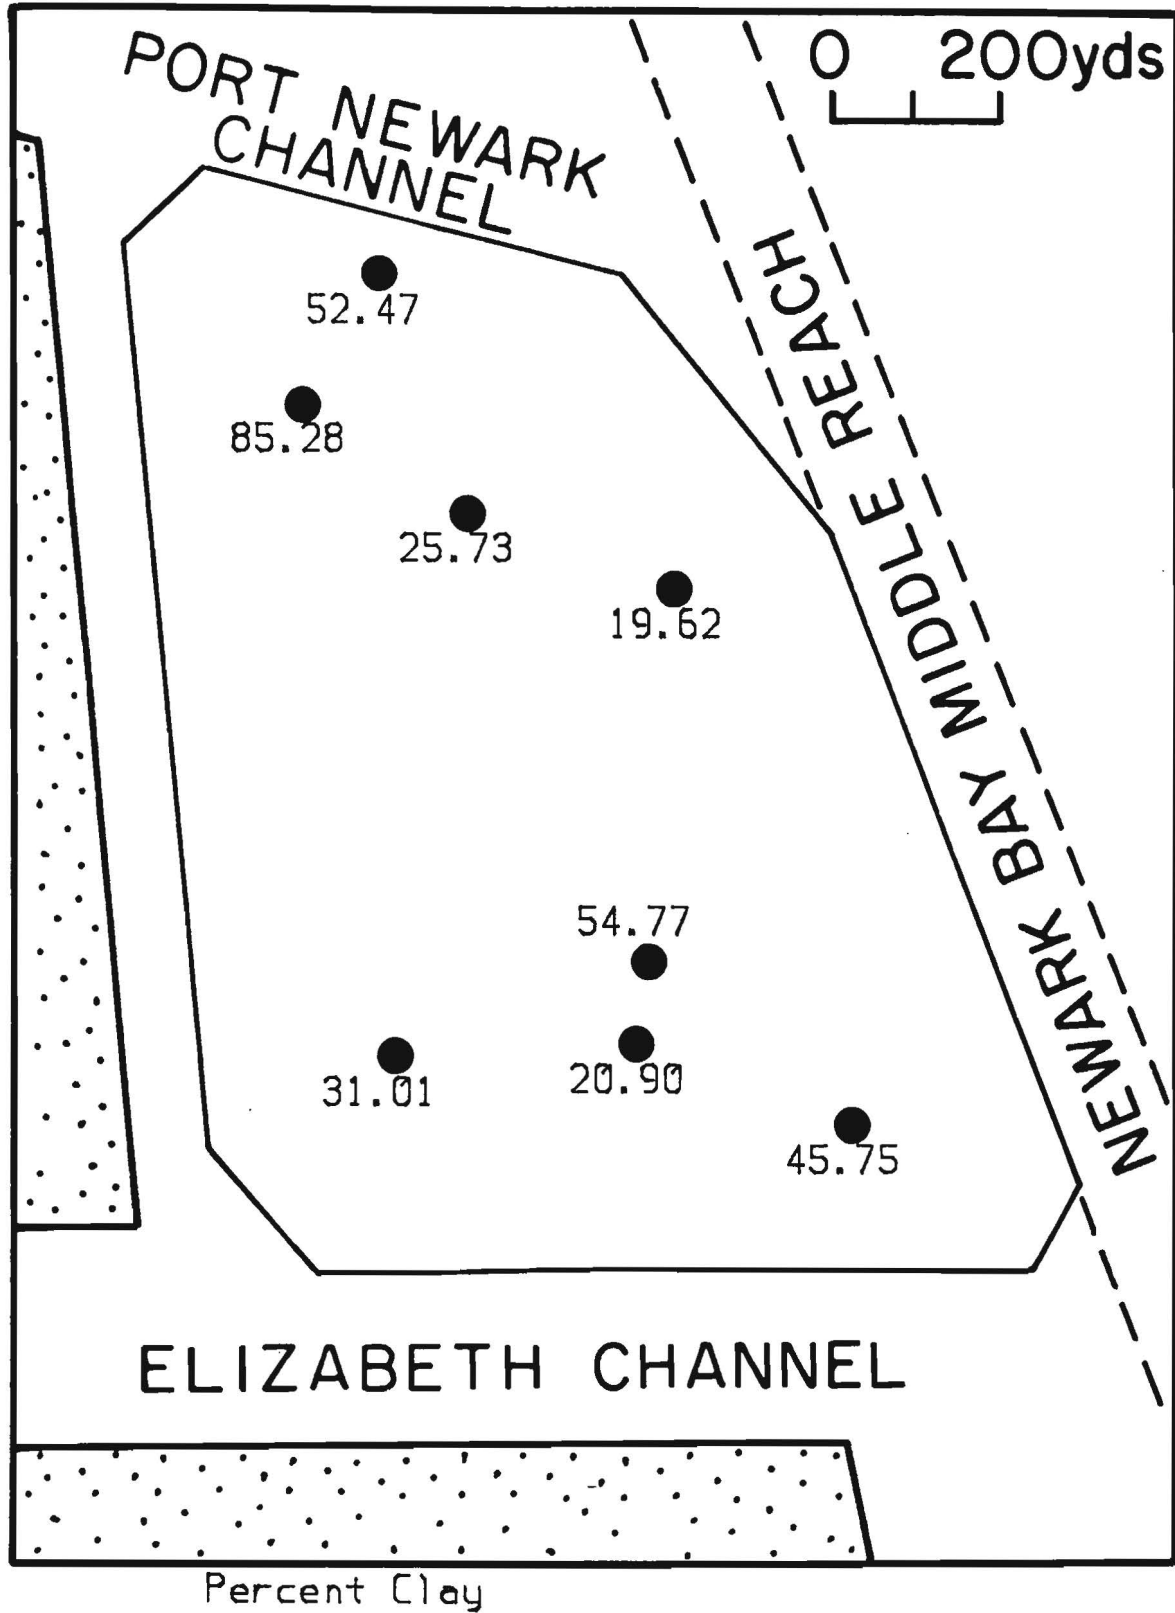 0 200yds
PORT NEWARK
CHANNEL
NEWARK BAY MIDDLE REACH
52.47
85.28
25.73
19.62
54.77
31.01
20.90
45.75
ELIZABETH CHANNEL
Percent Clay